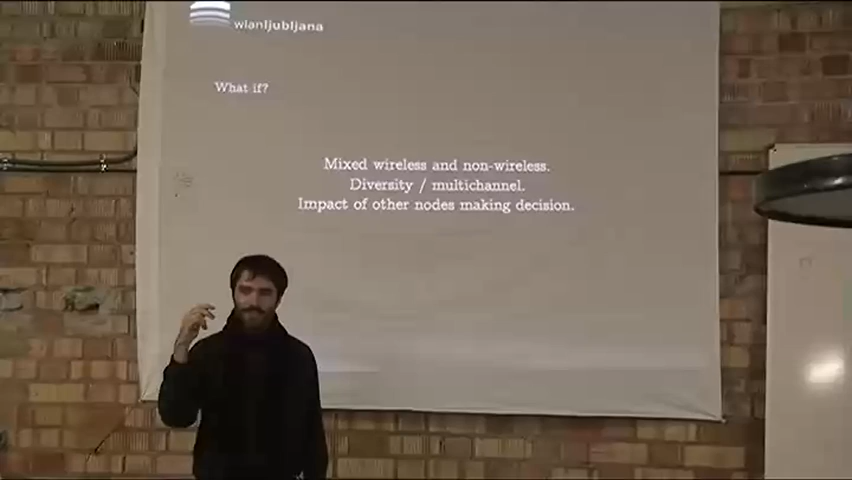 wlanljubljana
What if?
Mixed wireless and non-wireless.
Diversity / multichannel.
Impact of other nodes making decision.